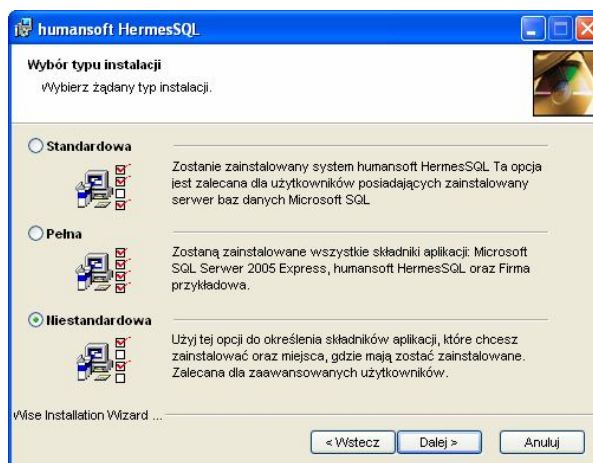 humansoft HermesSQL
Wybór typu instalacji
Wybierz żądany typ instalacji.
Standardowa
Zostanie zainstalowany system humansoft HermesSQL Ta opcja
jest zalecana dla użytkowników posiadających zainstalowany
serwer baz danych Microsoft SQL
Pełna
Zostaną zainstalowane wszystkie składniki aplikacji: Microsoft
SQL Serwer 2005 Express, humansoft HermesSQL oraz Firma
przykładowa.
Niestandardowa
Użyj tej opcji do określenia składników aplikacji, które chcesz
zainstalować oraz miejsca, gdzie mają zostać zainstalowane.
Zalecana dla zaawansowanych użytkowników.
Wise Installation Wizard ...
< Wstecz
Dalej >
Anuluj